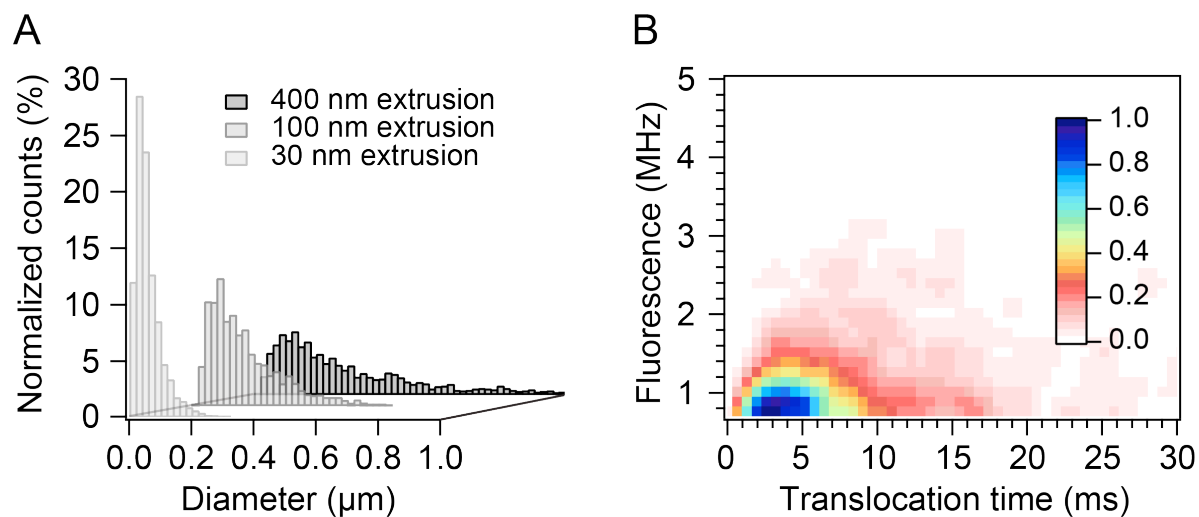 A
Normalized counts (%)
30
25
20
15
10
5
0
400 nm extrusion
100 nm extrusion
30 nm extrusion
0.0 0.2 0.4 0.6 0.8 1.0
Diameter (μm)
B
Fluorescence (MHz)
5
4
3
2
1
1.0
0.8
0.6
0.4
0.2
0.0
0 5 10 15 20 25 30
Translocation time (ms)